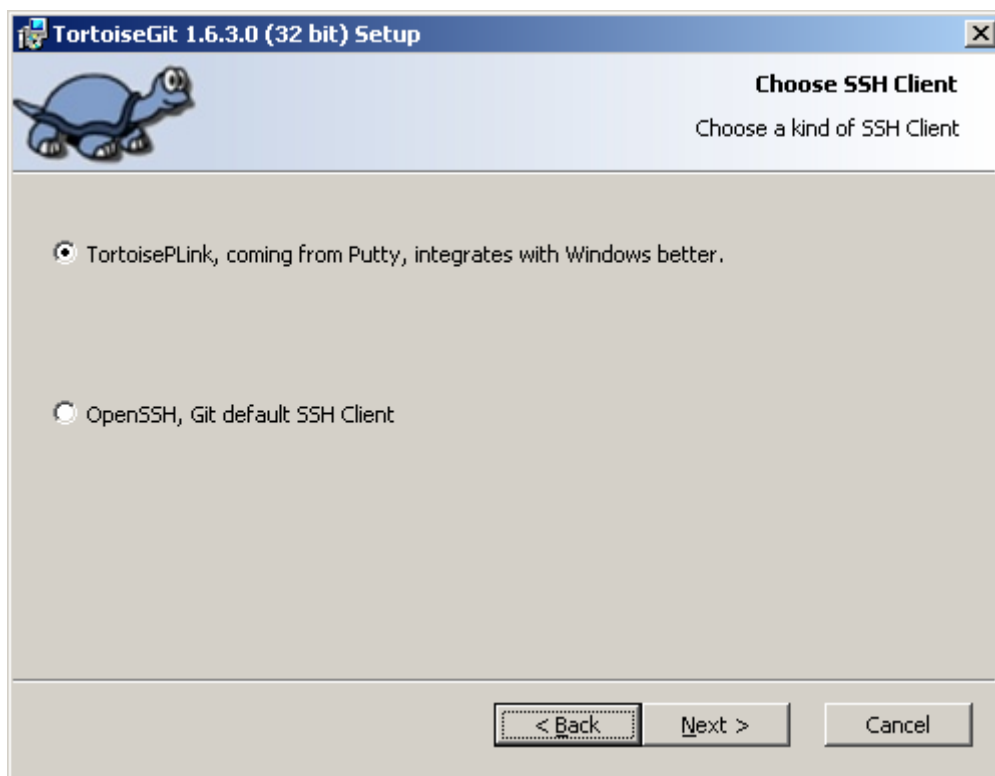 TortoiseGit 1.6.3.0 (32 bit) Setup
Choose SSH Client
Choose a kind of SSH Client
TortoisePLink, coming from Putty, integrates with Windows better.
OpenSSH, Git default SSH Client
< Back
Next >
Cancel